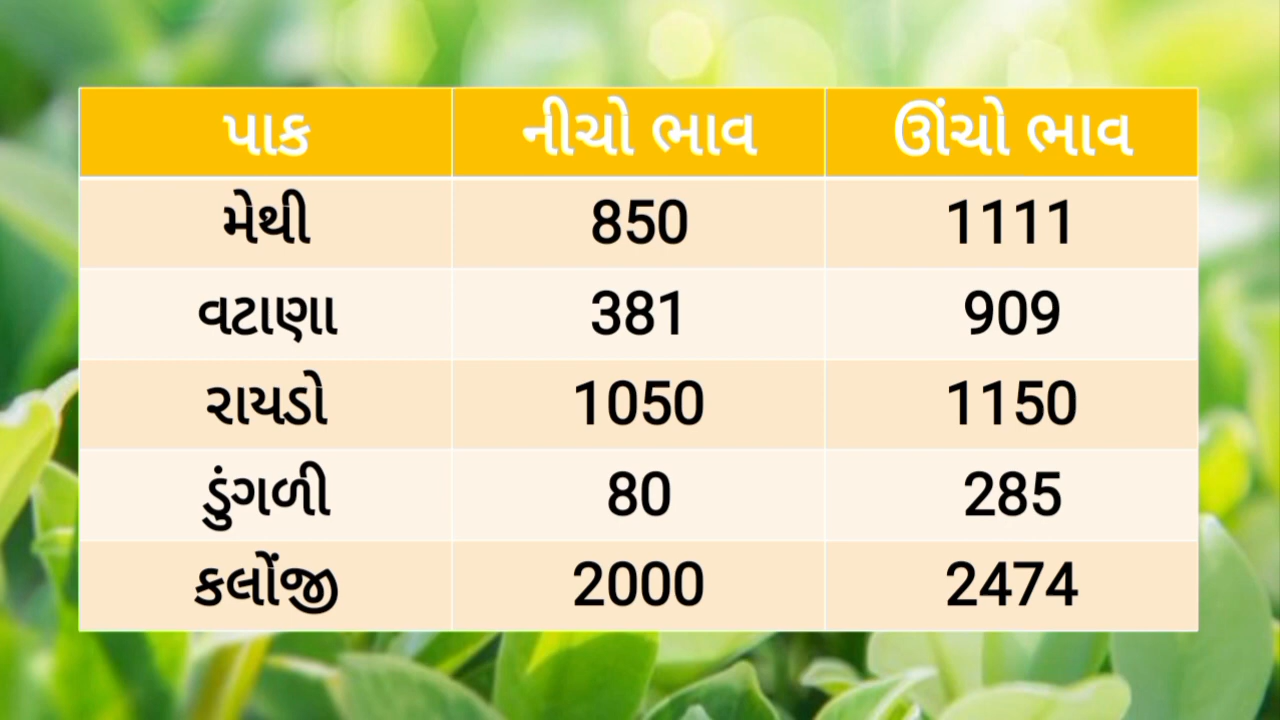 પાક નીચો ભાવ ઊંચો ભાવ
મેથી 850 1111
વટાણા 381 909
રાયડો 1050 1150
ડુંગળી 80 285
કલોંજી 2000 2474